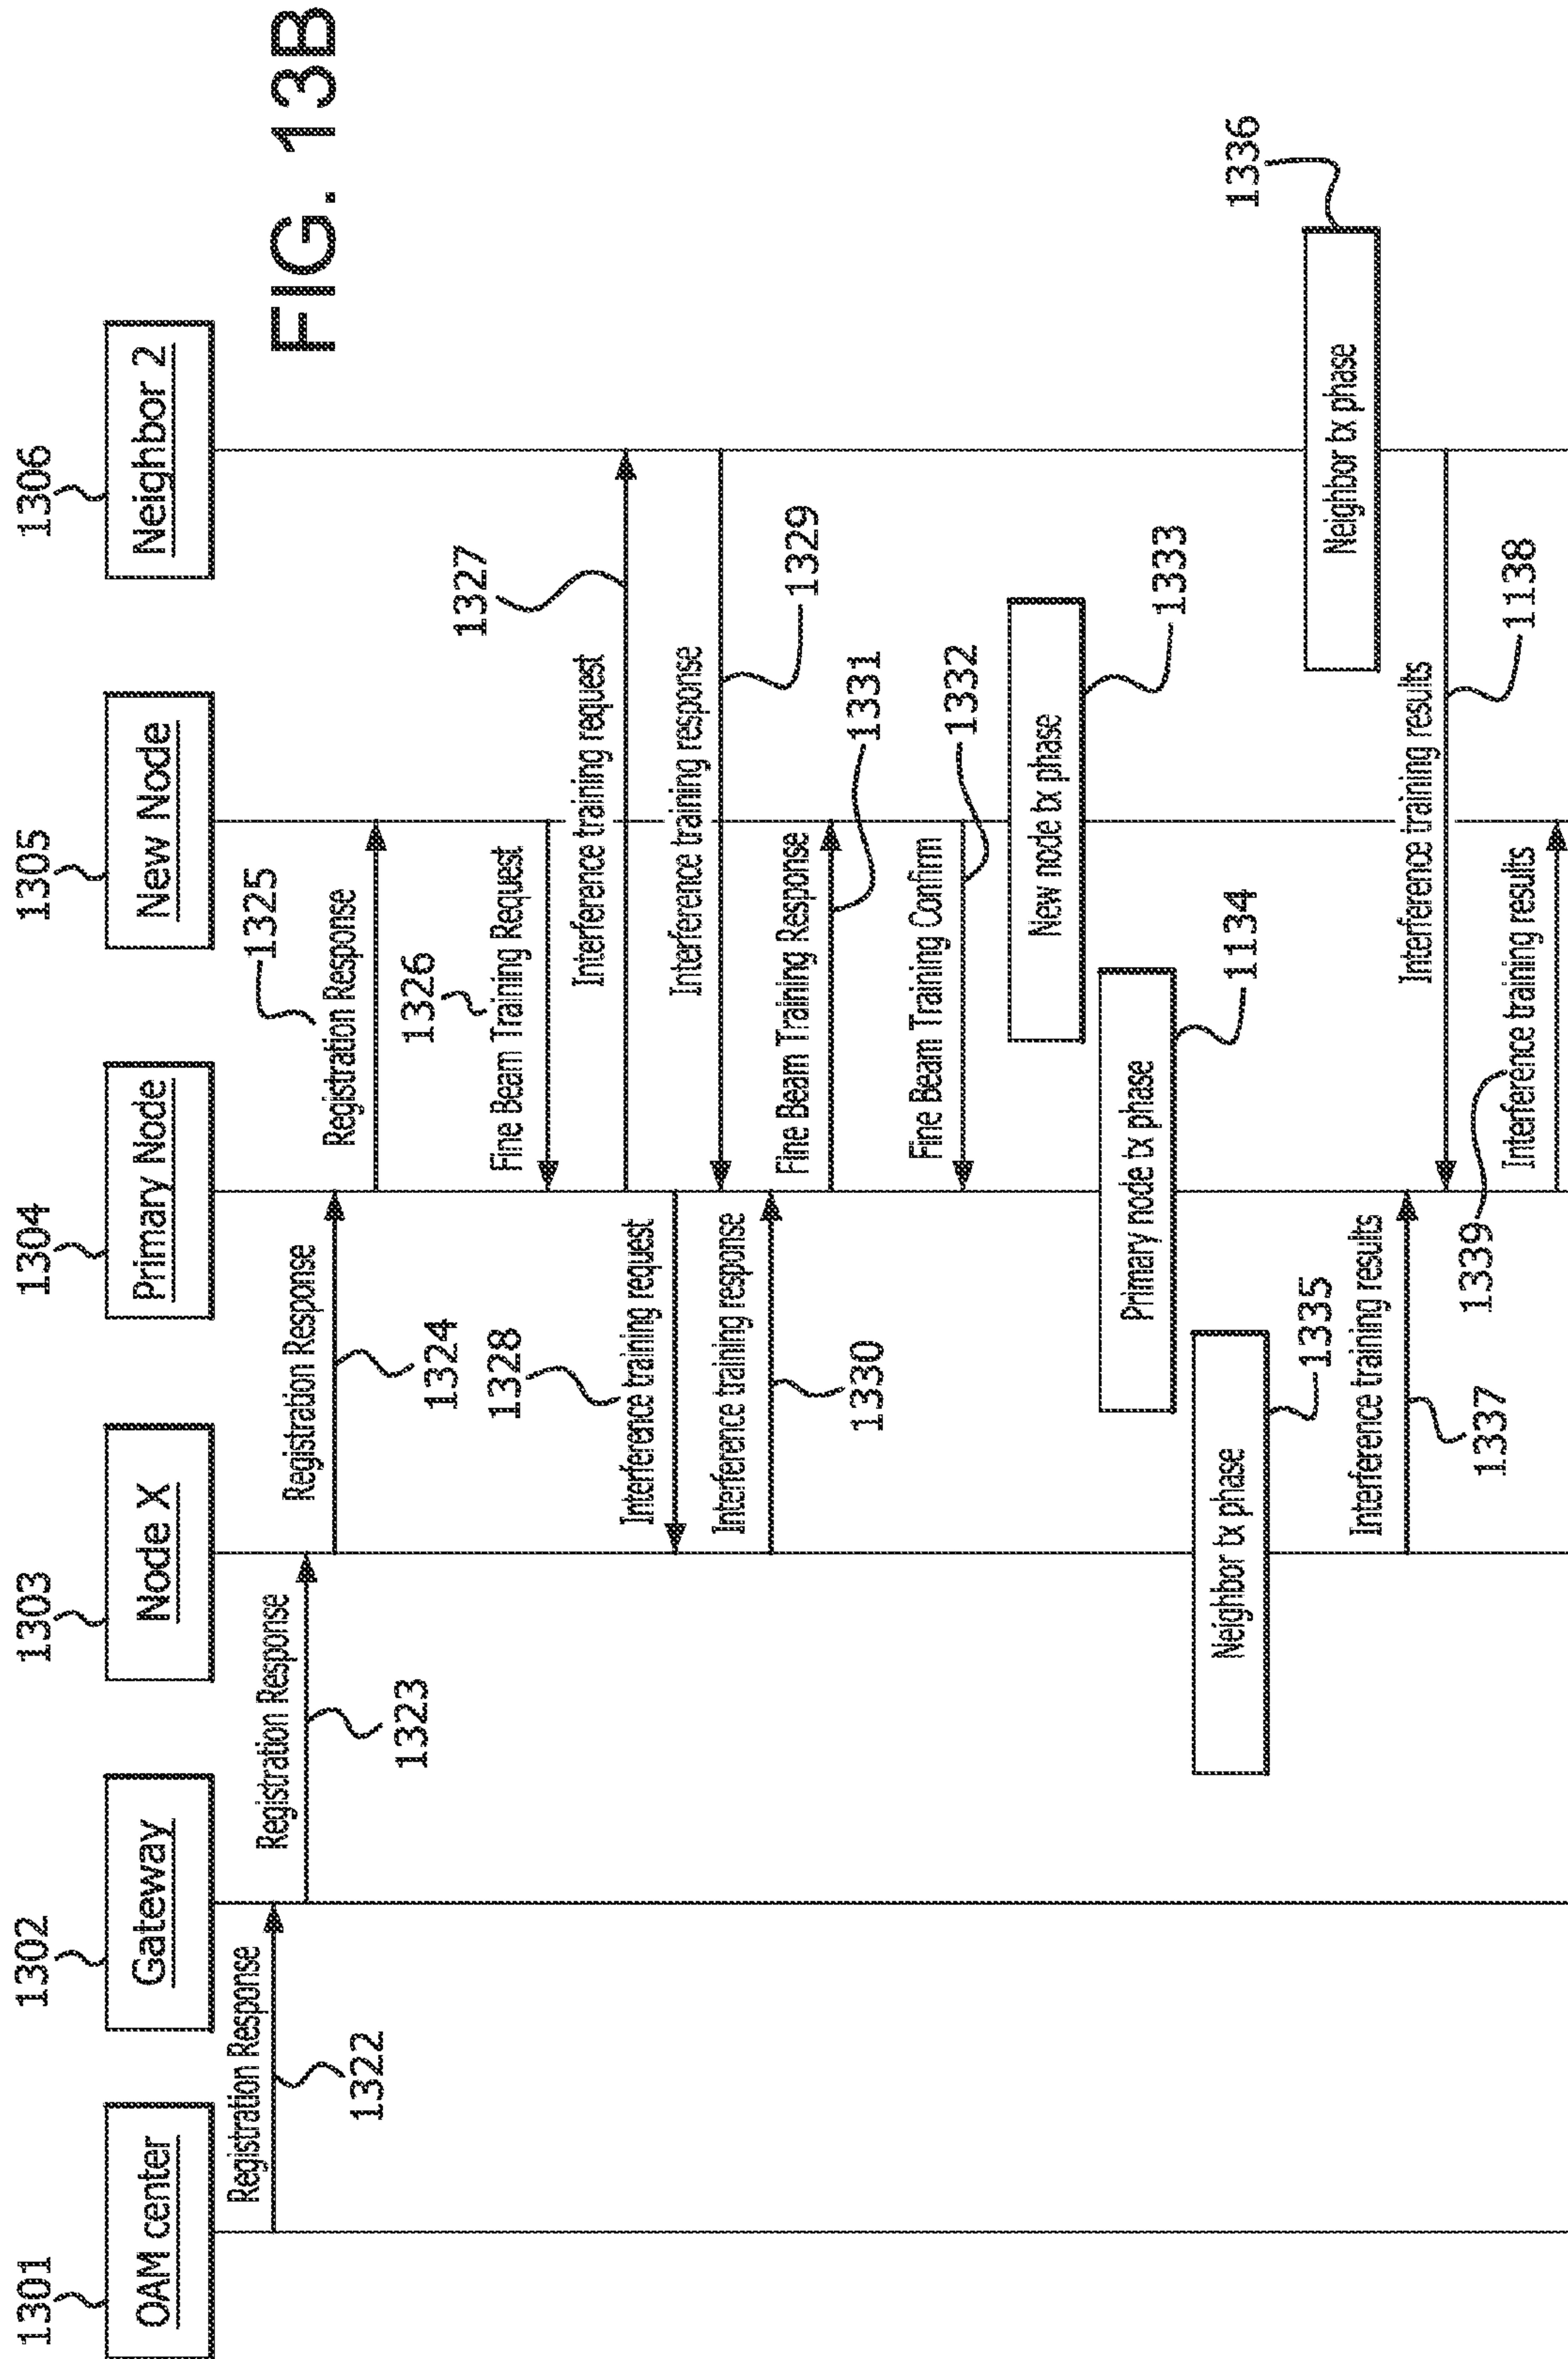 FIG. 13B
1301
OAM center
1302
Gateway
1303
Node X
1304
Primary Node
1305
New Node
1306
Neighbor 2
Registration Response
1322
Registration Response
1323
Registration Response
1324
Registration Response
1325
Fine Beam Training Request
1326
Interference training request
1327
Interference training request
1328
Interference training response
1329
Interference training response
1330
Fine Beam Training Response
1331
Fine Beam Training Confirm
1332
New node tx phase
1333
Primary node tx phase
1134
Neighbor tx phase
1335
Neighbor tx phase
1336
Interference training results
1337
Interference training results
1138
Interference training results
1339